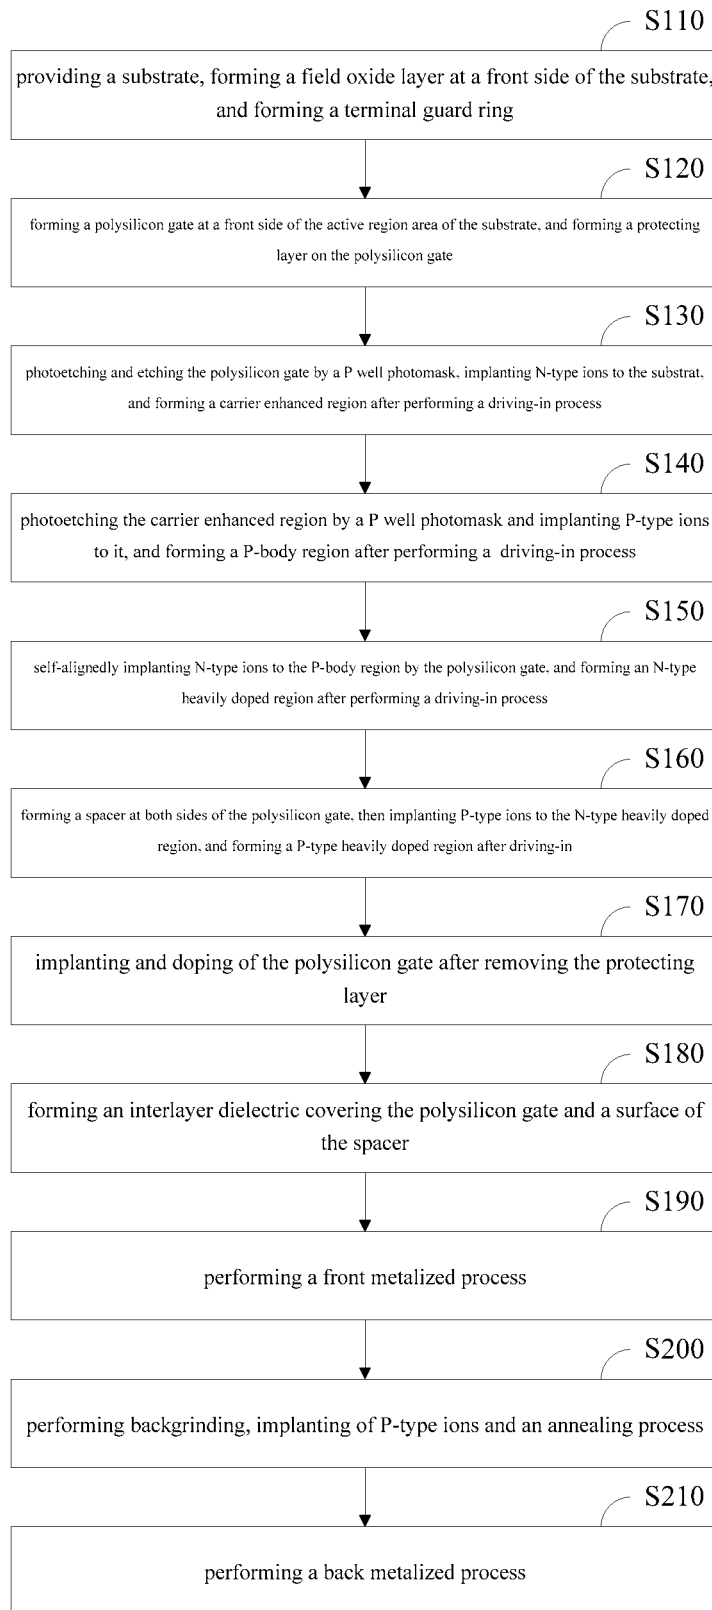 S110
providing a substrate, forming a field oxide layer at a front side of the substrate,
and forming a terminal guard ring
S120
forming a polysilicon gate at a front side of the active region area of the substrate, and forming a protecting
layer on the polysilicon gate
S130
photoetching and etching the polysilicon gate by a P well photomask, implanting N-type ions to the substrat,
and forming a carrier enhanced region after performing a driving-in process
S140
photoetching the carrier enhanced region by a P well photomask and implanting P-type ions
to it, and forming a P-body region after performing a driving-in process
S150
self-alignedly implanting N-type ions to the P-body region by the polysilicon gate, and forming an N-type
heavily doped region after performing a driving-in process
S160
forming a spacer at both sides of the polysilicon gate, then implanting P-type ions to the N-type heavily doped
region, and forming a P-type heavily doped region after driving-in
S170
implanting and doping of the polysilicon gate after removing the protecting
layer
S180
forming an interlayer dielectric covering the polysilicon gate and a surface of
the spacer
S190
performing a front metalized process
S200
performing backgrinding, implanting of P-type ions and an annealing process
S210
performing a back metalized process